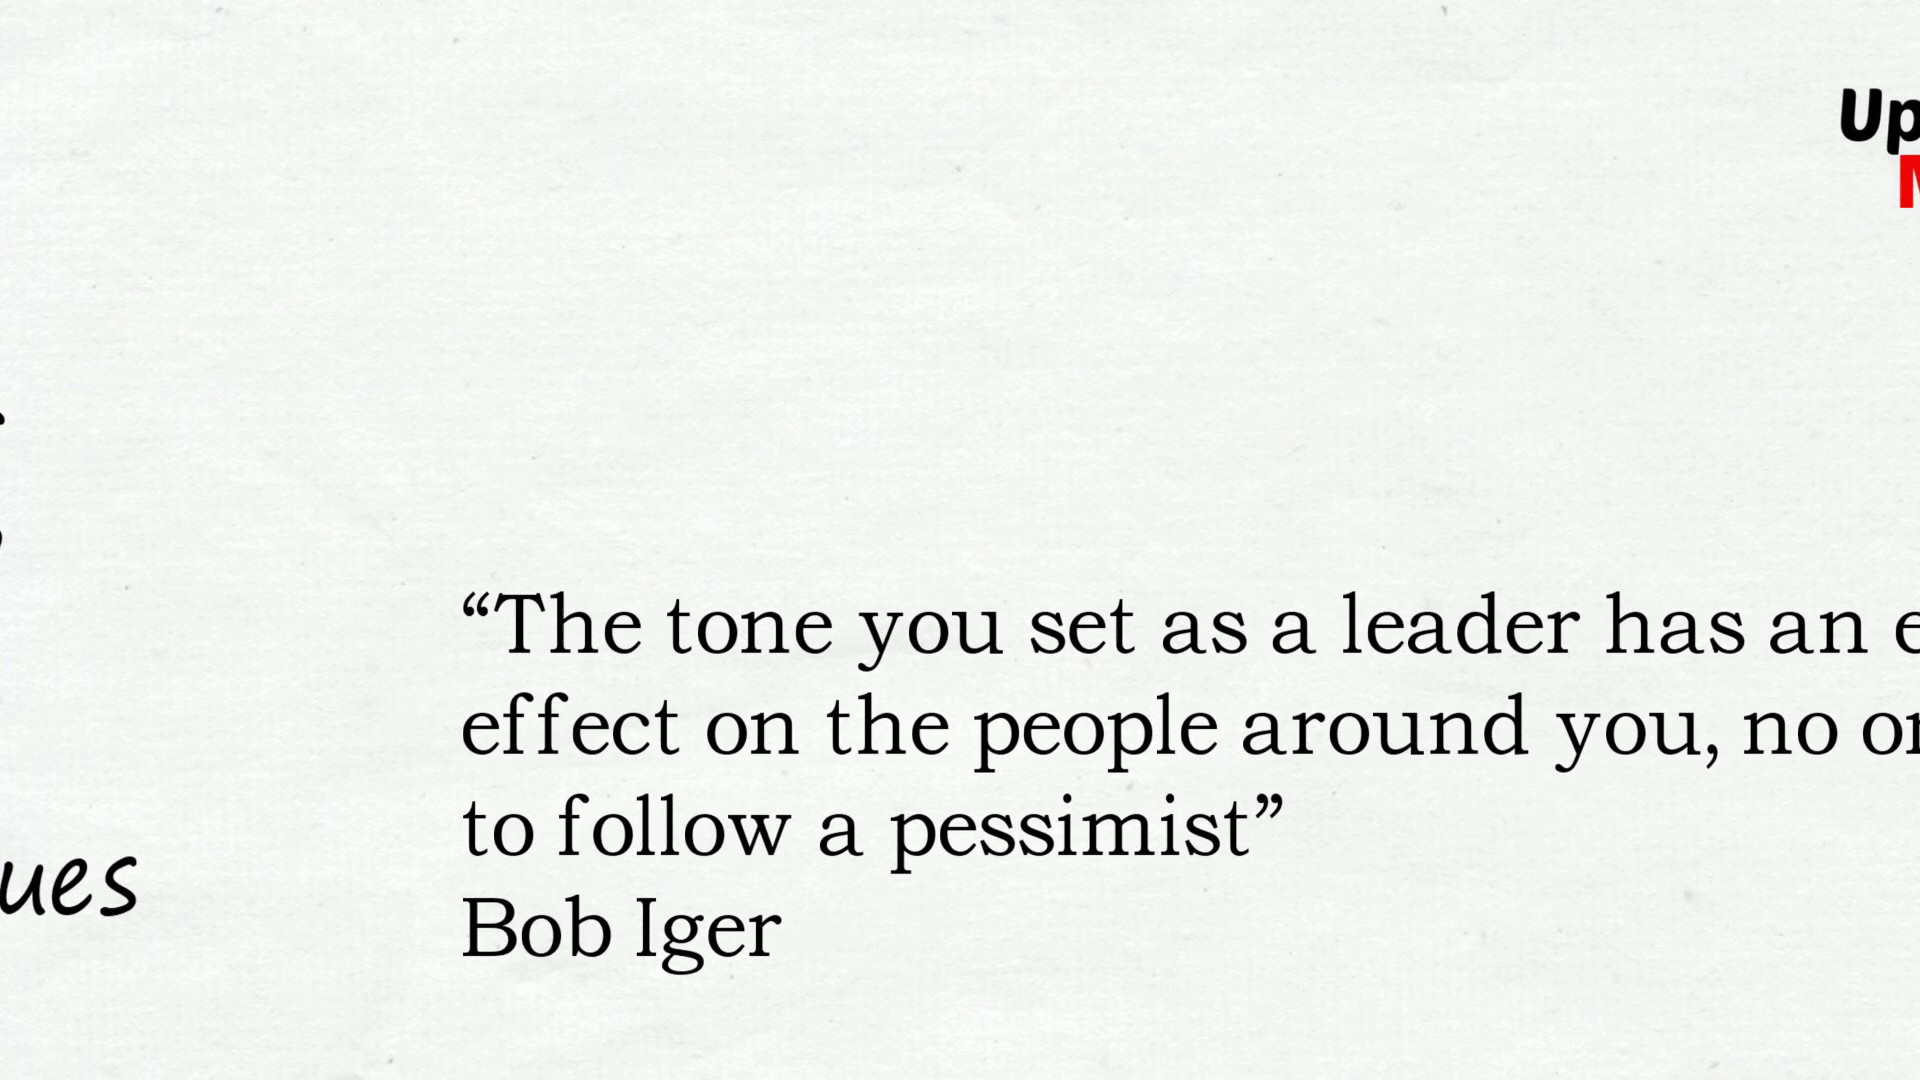 Up
“The tone you set as a leader has an
effect on the people around you, no
to follow a pessimist”
Bob Iger
ues